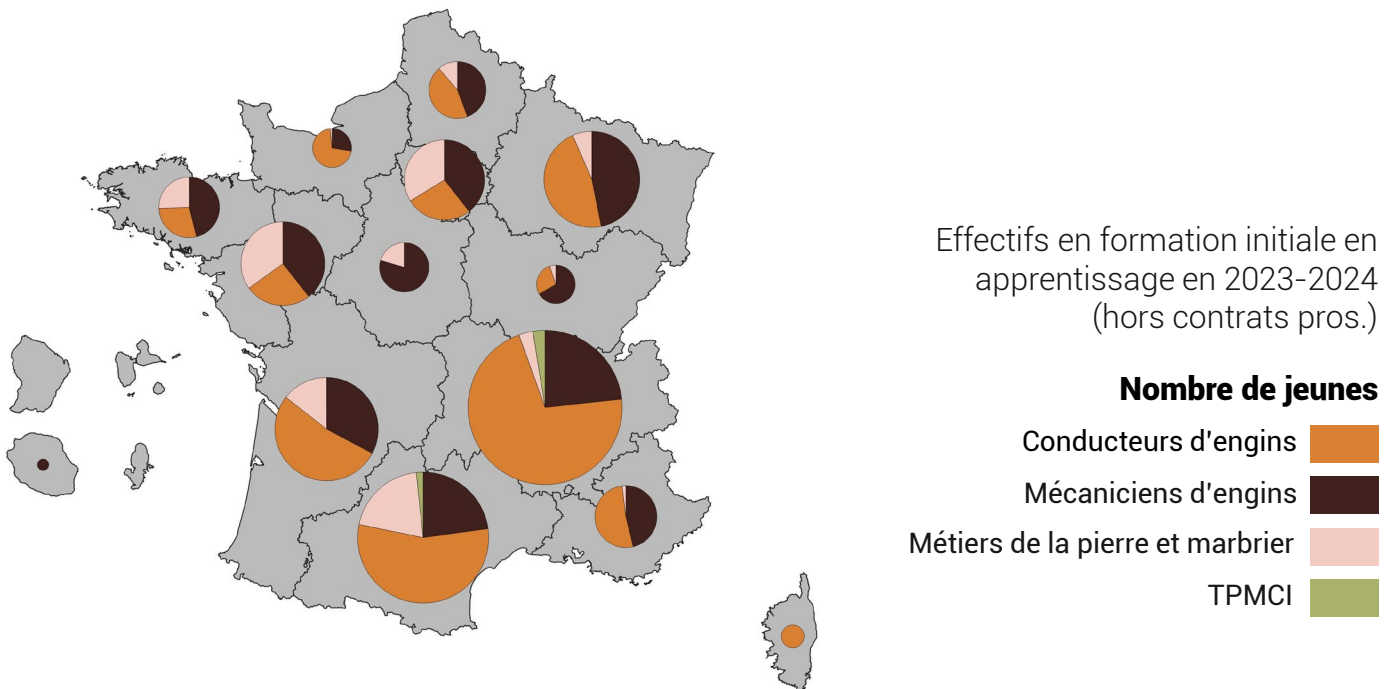 Effectifs en formation initiale en
apprentissage en 2023-2024
(hors contrats pros.)
Nombre de jeunes
Conducteurs d'engins
Mécaniciens d'engins
Métiers de la pierre et marbrier
TPMCI